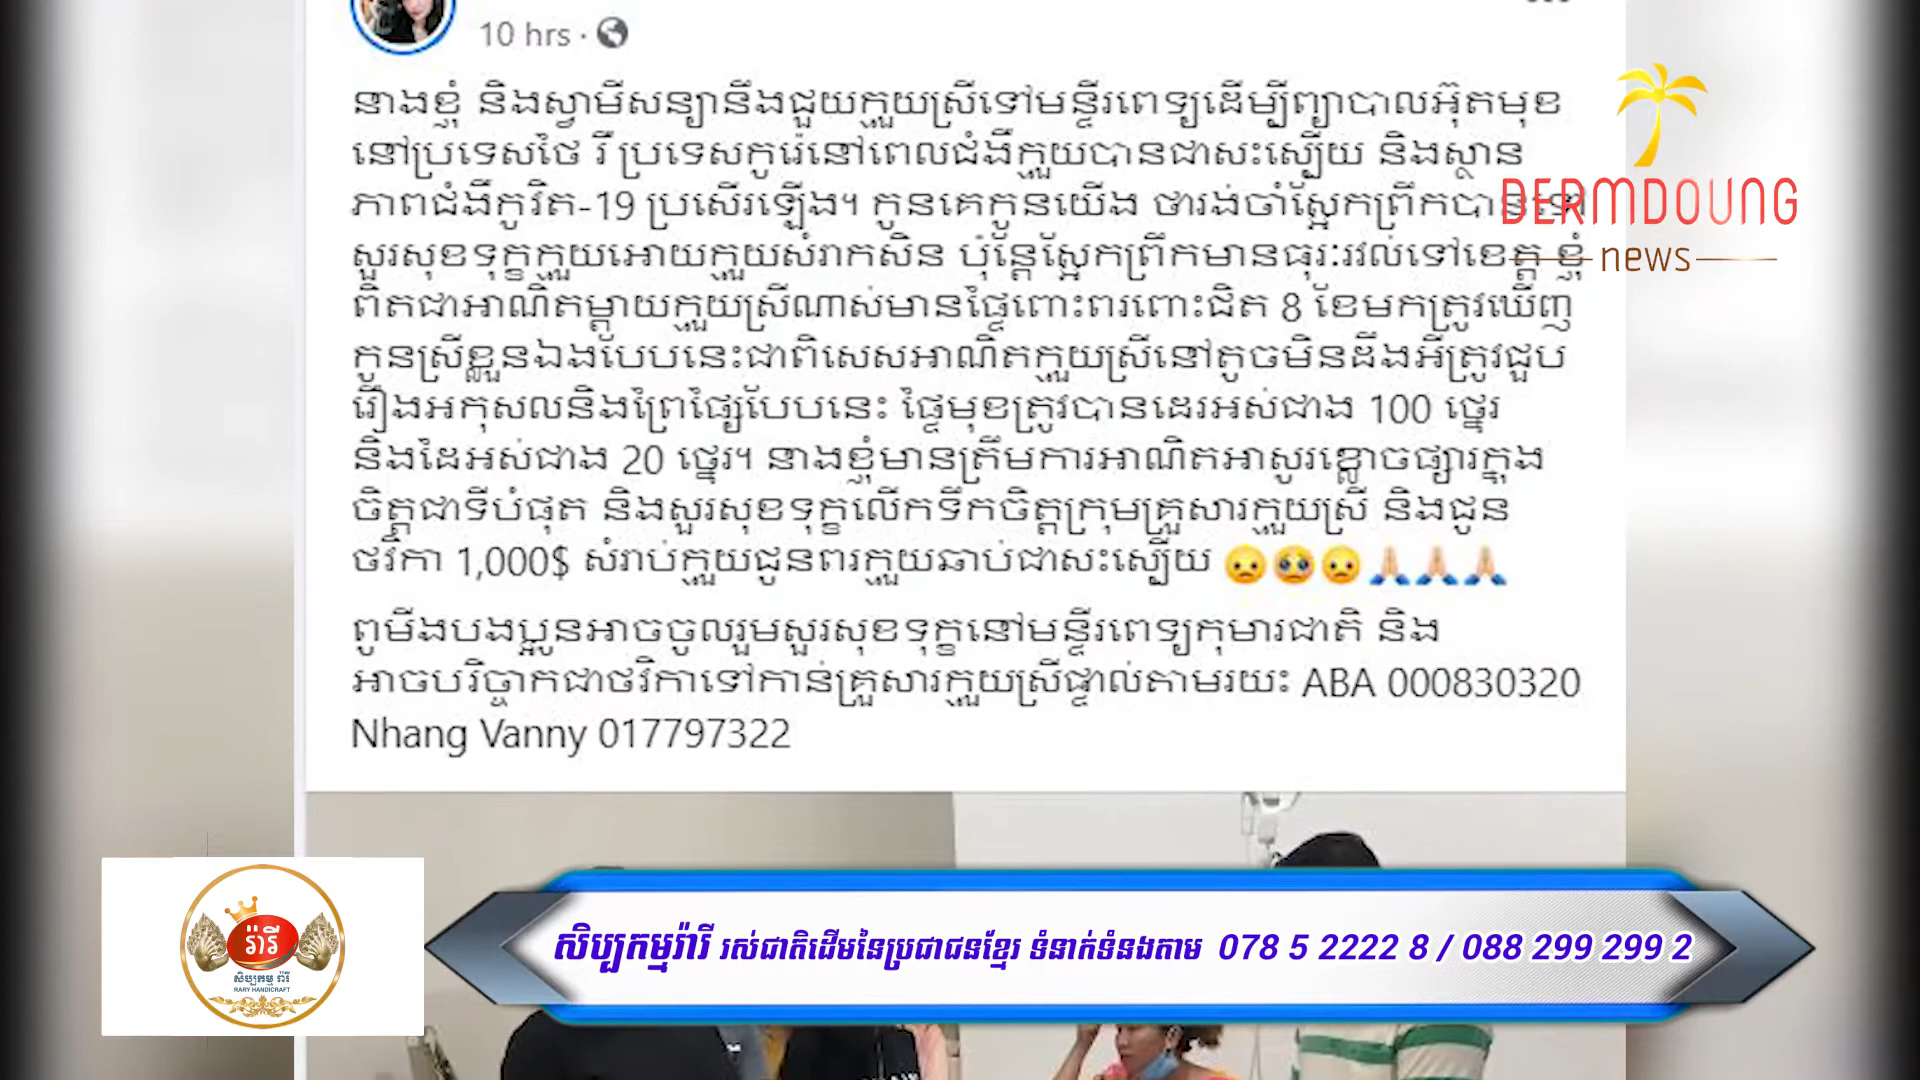 10 hrs ·
នាងខ្ញុំ និងស្វាមីសន្យានឹងជួយក្មួយស្រីទៅមន្ទីរពេទ្យដើម្បីព្យាបាលអ៊ុតមុខ
នៅប្រទេសថៃ រឺ ប្រទេសកូរ៉េនៅពេលជំងឺក្មួយបានជាសះស្បើយ និងស្ថាន
ភាពជំងឺកូវិត-19 ប្រសើរឡើង។ កូនគេកូនយើង ថារង់ចាំស្អែកព្រឹកបានទៅ
សួរសុខទុក្ខក្មួយអោយក្មួយសំរាកសិន ប៉ុន្តែស្អែកព្រឹកមានធុរៈរវល់ទៅខេត្ត ខ្ញុំ
ពិតជាអាណិតម្តាយក្មួយស្រីណាស់មានផ្ទៃពោះពរពោះជិត 8 ខែមកត្រូវឃើញ
កូនស្រីខ្លួនឯងបែបនេះជាពិសេសអាណិតក្មួយស្រីនៅតូចមិនដឹងអីត្រូវជួប
រឿងអកុសលនិងព្រៃផ្សៃបែបនេះ ផ្ទៃមុខត្រូវបានដេរអស់ជាង 100 ថ្នេរ
និងដៃអស់ជាង 20 ថ្នេរ។ នាងខ្ញុំមានត្រឹមការអាណិតអាសូរខ្លោចផ្សារក្នុង
ចិត្តជាទីបំផុត និងសួរសុខទុក្ខលើកទឹកចិត្តក្រុមគ្រួសារក្មួយស្រី និងជូន
ថវិកា 1,000$ សំរាប់ក្មួយជូនពរក្មួយឆាប់ជាសះស្បើយ 😞🥺😞🙏🙏🙏
ពូមីងបងប្អូនអាចចូលរួមសួរសុខទុក្ខនៅមន្ទីរពេទ្យកុមារជាតិ និង
អាចបរិច្ចាកជាថវិកាទៅកាន់គ្រួសារក្មួយស្រីផ្ទាល់តាមរយះ ABA 000830320
Nhang Vanny 017797322
DERMDOUNG
news
រ៉ារី
សិប្បកម្ម រ៉ារី
RARY HANDICRAFT
សិប្បកម្មរ៉ារី រស់ជាតិដើមនៃប្រជាជនខ្មែរ ទំនាក់ទំនងតាម 078 5 2222 8 / 088 299 299 2